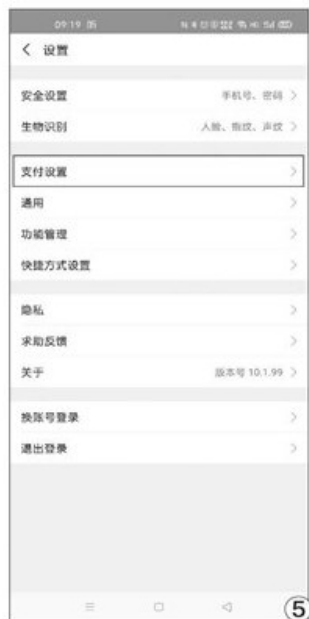 09:19
设置
安全设置 手机号、密码
生物识别 人脸、指纹、声纹
支付设置
通用
功能管理
快捷方式设置
隐私
求助反馈
关于 版本号 10.1.99
换账号登录
退出登录
⑤